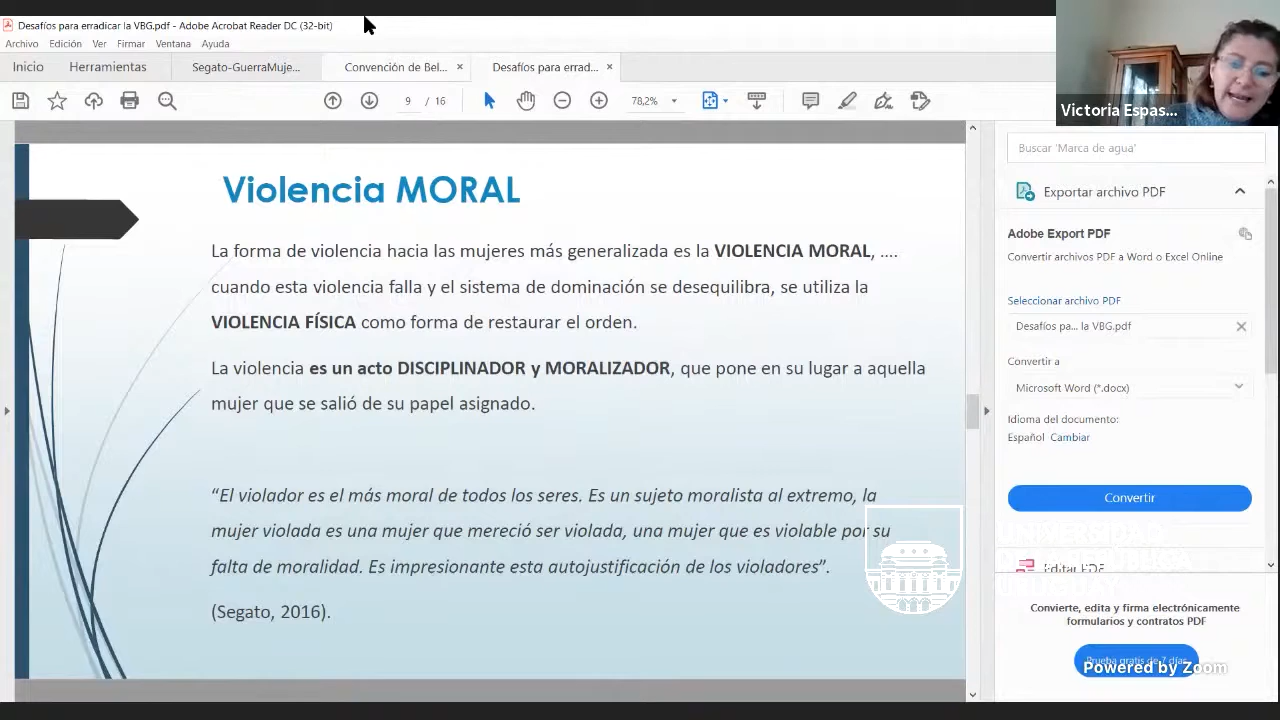 Desafíos para erradicar la VBG.pdf - Adobe Acrobat Reader DC (32-bit)
Archivo Edición Ver Firmar Ventana Ayuda
Inicio Herramientas Segato-GuerraMuje... Convención de Bel... × Desafíos para errad... ×
9 / 16 78,2%
Victoria Espas...
Violencia MORAL
La forma de violencia hacia las mujeres más generalizada es la VIOLENCIA MORAL, ....
cuando esta violencia falla y el sistema de dominación se desequilibra, se utiliza la
VIOLENCIA FÍSICA como forma de restaurar el orden.
La violencia es un acto DISCIPLINADOR y MORALIZADOR, que pone en su lugar a aquella
mujer que se salió de su papel asignado.
“El violador es el más moral de todos los seres. Es un sujeto moralista al extremo, la
mujer violada es una mujer que mereció ser violada, una mujer que es violable por su
falta de moralidad. Es impresionante esta autojustificación de los violadores”.
(Segato, 2016).
Buscar 'Marca de agua'
Exportar archivo PDF
Adobe Export PDF
Convertir archivos PDF a Word o Excel Online
Seleccionar archivo PDF
Desafíos pa... la VBG.pdf
Convertir a
Microsoft Word (*.docx)
Idioma del documento:
Español Cambiar
Convertir
UNIVERSIDAD
Editar PDF
Convierte, edita y firma electrónicamente
formularios y contratos PDF
Prueba gratis de 7 días
Powered by Zoom